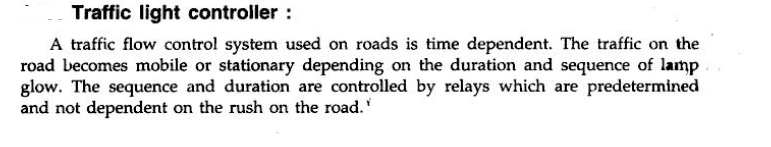 Traffic light controller :
A traffic flow control system used on roads is time dependent. The traffic on the
road becomes mobile or stationary depending on the duration and sequence of lamp
glow. The sequence and duration are controlled by relays which are predetermined
and not dependent on the rush on the road.